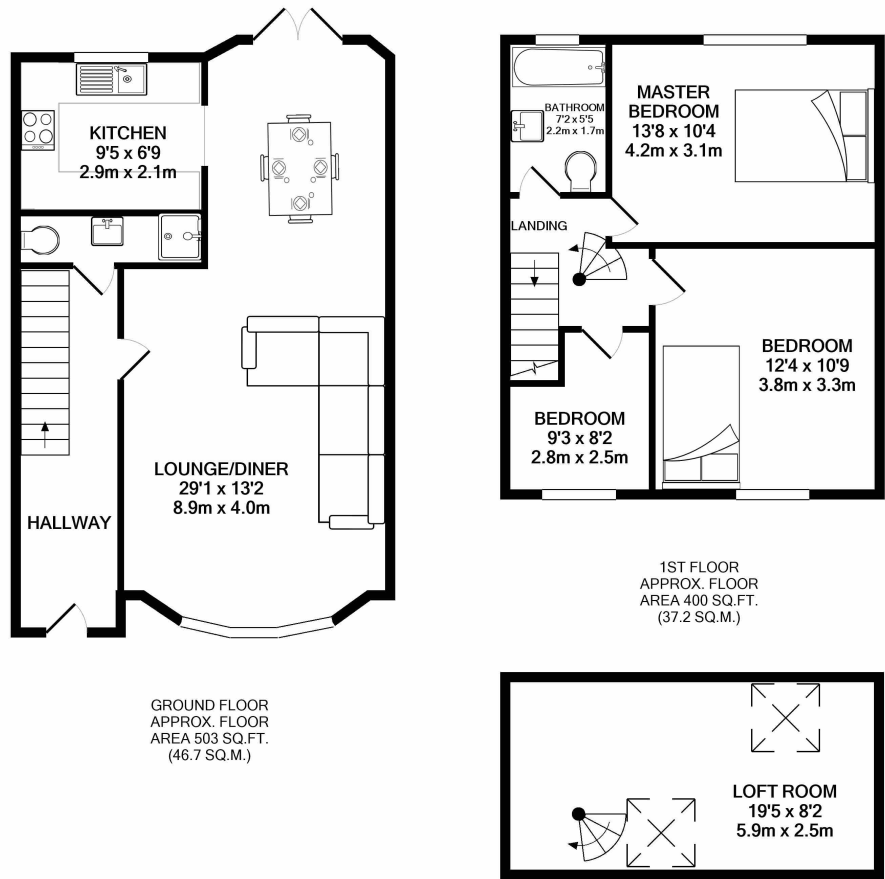 KITCHEN
9'5 x 6'9
2.9m x 2.1m
LOUNGE/DINER
29'1 x 13'2
8.9m x 4.0m
HALLWAY
GROUND FLOOR
APPROX. FLOOR
AREA 503 SQ.FT.
(46.7 SQ.M.)
BATHROOM
7'2 x 5'5
2.2m x 1.7m
MASTER
BEDROOM
13'8 x 10'4
4.2m x 3.1m
LANDING
BEDROOM
12'4 x 10'9
3.8m x 3.3m
BEDROOM
9'3 x 8'2
2.8m x 2.5m
1ST FLOOR
APPROX. FLOOR
AREA 400 SQ.FT.
(37.2 SQ.M.)
LOFT ROOM
19'5 x 8'2
5.9m x 2.5m